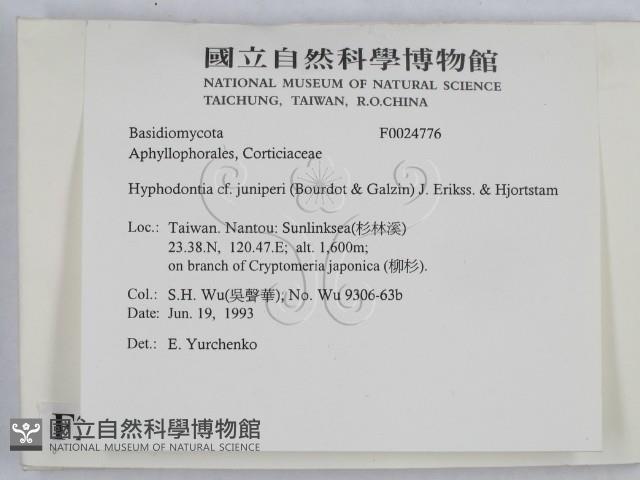 國立自然科學博物館
NATIONAL MUSEUM OF NATURAL SCIENCE
TAICHUNG, TAIWAN, R.O.CHINA
Basidiomycota F0024776
Aphyllophorales, Corticiaceae
Hyphodontia cf. juniperi (Bourdot & Galzin) J. Erikss. & Hjortstam
Loc.: Taiwan. Nantou: Sunlinksea(杉林溪)
23.38.N, 120.47.E; alt. 1,600m;
on branch of Cryptomeria japonica (柳杉).
Col.: S.H. Wu(吳聲華), No. Wu 9306-63b
Date: Jun. 19, 1993
Det.: E. Yurchenko
國立自然科學博物館
NATIONAL MUSEUM OF NATURAL SCIENCE